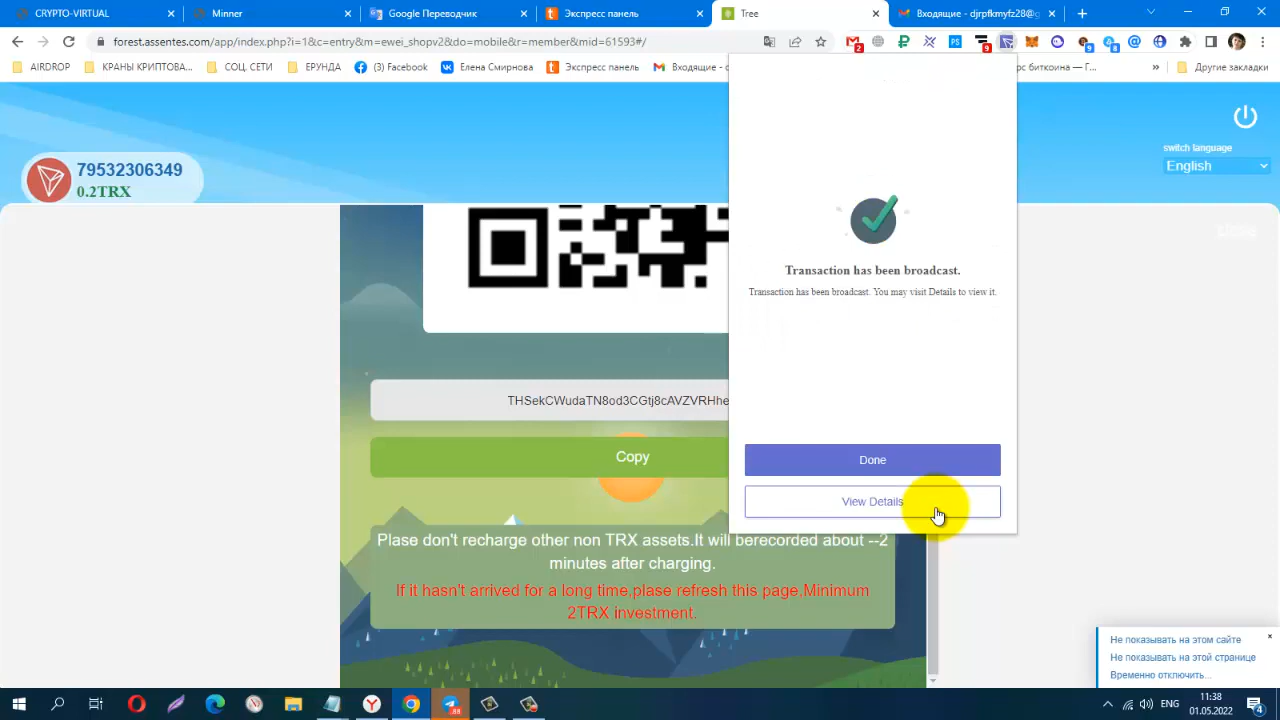 CRYPTO-VIRTUAL
Minner
Google Переводчик
Экспресс панель
Tree
Входящие - djrpfkmyfz28@g
forest.assentrks.com/app/index.php?i=1&c=entry&m=ewei_shopv2&do=mobile&r=member&mid=61593#/
AIRDROP
КРАНЫ КРИПТОВА...
СОЦ. СЕТИ
ЕРУНДА
(3) Facebook
Елена Смирнова
Экспресс панель
Входящие -
рс биткоина — Г...
»
Другие закладки
79532306349
0.2TRX
switch language
English
close
Transaction has been broadcast.
Transaction has been broadcast. You may visit Details to view it.
THSekCWudaTN8od3CGtj8cAVZVRHhe
Copy
Done
View Details
Plase don't recharge other non TRX assets.It will berecorded about --2
minutes after charging.
If it hasn't arrived for a long time,plase refresh this page,Minimum
2TRX investment.
Не показывать на этом сайте
Не показывать на этой странице
Временно отключить...
ENG
11:38
01.05.2022